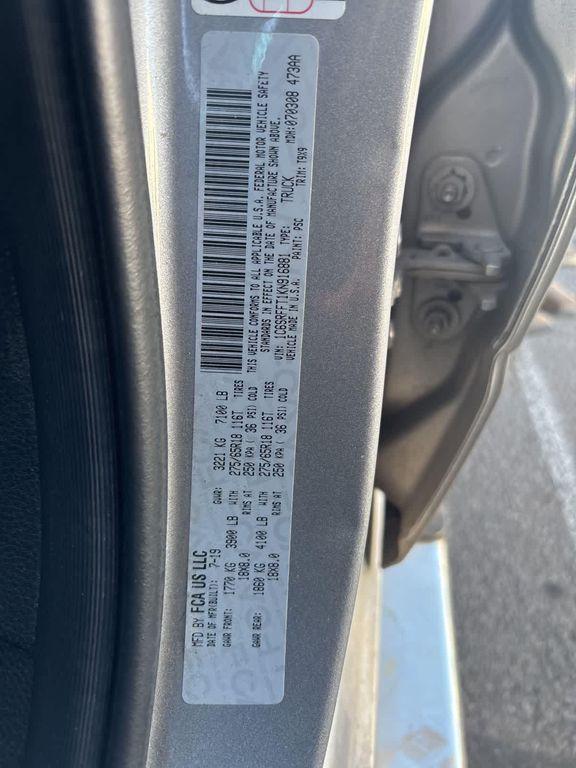 MFD BY FCA US LLC
DATE OF MFR(BUILT): 7-19 GVWR: 3221 KG 7100 LB
GAWR FRONT: 1770 KG 3900 LB WITH 275/65R18 116T TIRES
18X8.0 RIMS AT 250 KPA ( 36 PSI) COLD
GAWR REAR: 1860 KG 4100 LB WITH 275/65R18 116T TIRES
18X8.0 RIMS AT 250 KPA ( 36 PSI) COLD
THIS VEHICLE CONFORMS TO ALL APPLICABLE U.S.A. FEDERAL MOTOR VEHICLE SAFETY
STANDARDS IN EFFECT ON THE DATE OF MANUFACTURE SHOWN ABOVE.
VIN: 1C6SRFFT1KN916881 TYPE: TRUCK MDH: 070308 473AA
VEHICLE MADE IN U.S.A. PAINT: PSC TRIM: T9X9